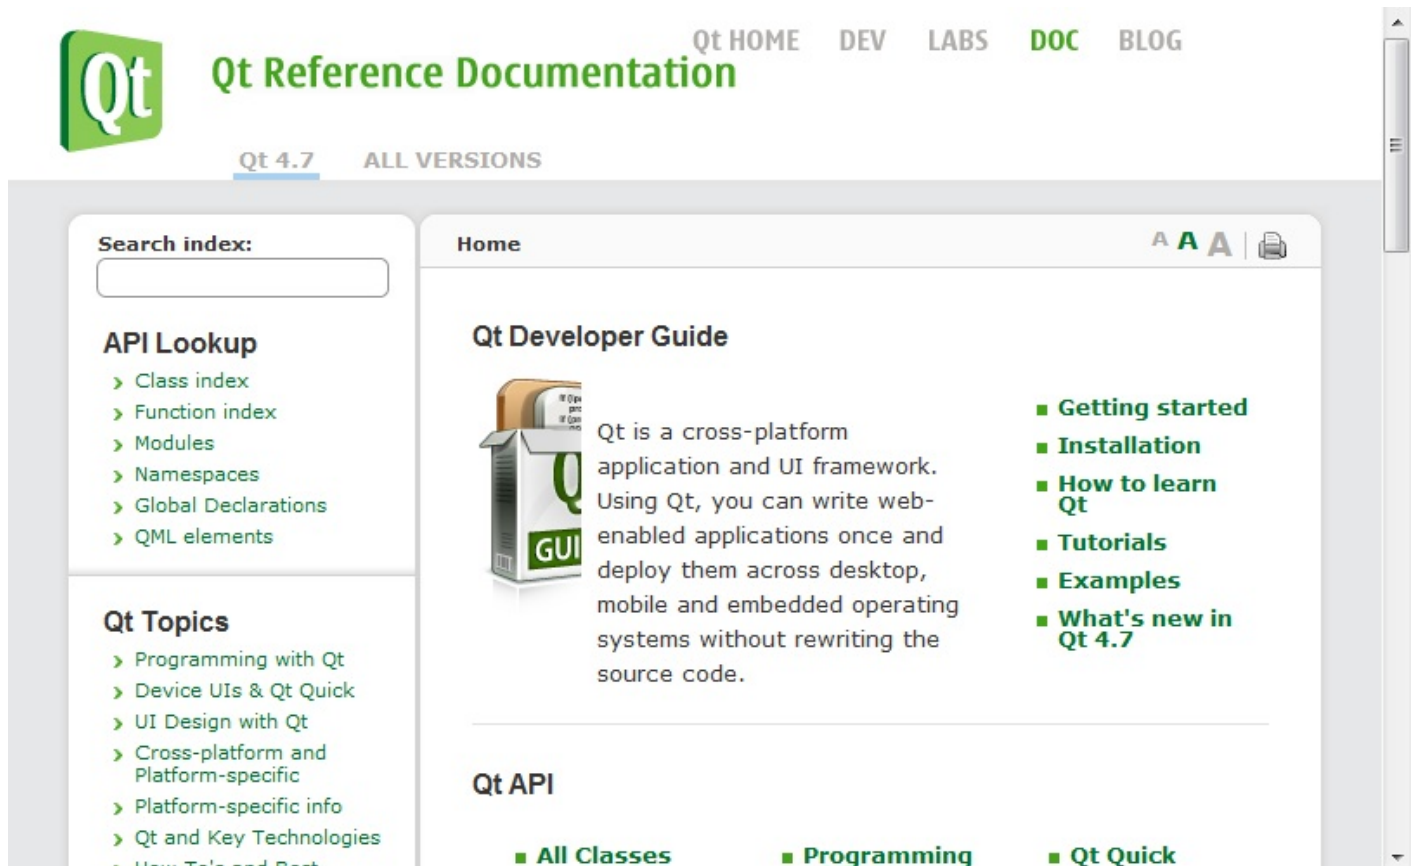 Qt
Qt Reference Documentation
Qt HOME DEV LABS DOC BLOG
Qt 4.7 ALL VERSIONS
Search index:
API Lookup
Class index
Function index
Modules
Namespaces
Global Declarations
QML elements
Qt Topics
Programming with Qt
Device UIs & Qt Quick
UI Design with Qt
Cross-platform and
Platform-specific
Platform-specific info
Qt and Key Technologies
Home
A A A
Qt Developer Guide
Qt is a cross-platform
application and UI framework.
Using Qt, you can write web-
enabled applications once and
deploy them across desktop,
mobile and embedded operating
systems without rewriting the
source code.
Getting started
Installation
How to learn
Qt
Tutorials
Examples
What's new in
Qt 4.7
Qt API
All Classes
Programming
Qt Quick